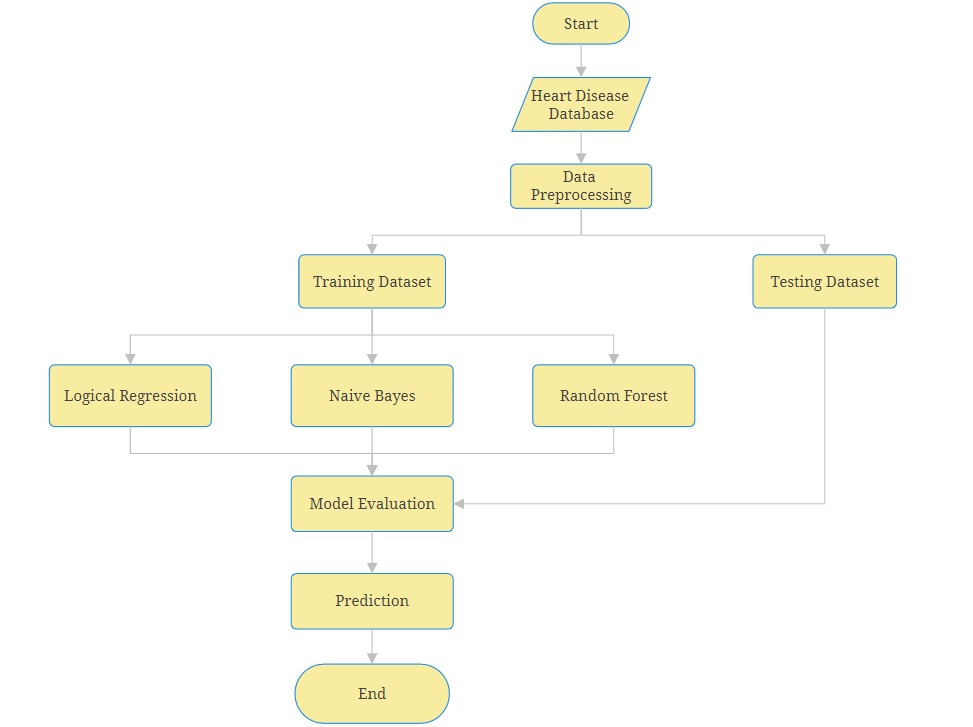 Start
Heart Disease
Database
Data
Preprocessing
Training Dataset
Testing Dataset
Logical Regression
Naive Bayes
Random Forest
Model Evaluation
Prediction
End